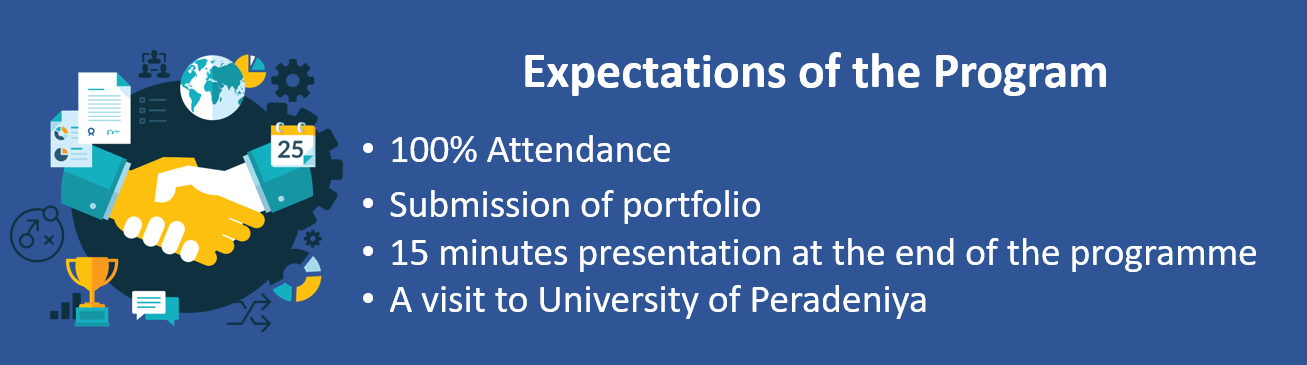 Expectations of the Program
25
• 100% Attendance
• Submission of portfolio
• 15 minutes presentation at the end of the programme
• A visit to University of Peradeniya